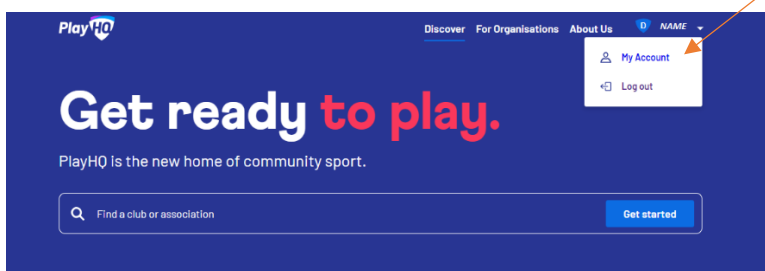 PlayHQ
Discover For Organisations About Us D NAME
My Account
Log out
Get ready to play.
PlayHQ is the new home of community sport.
Find a club or association Get started